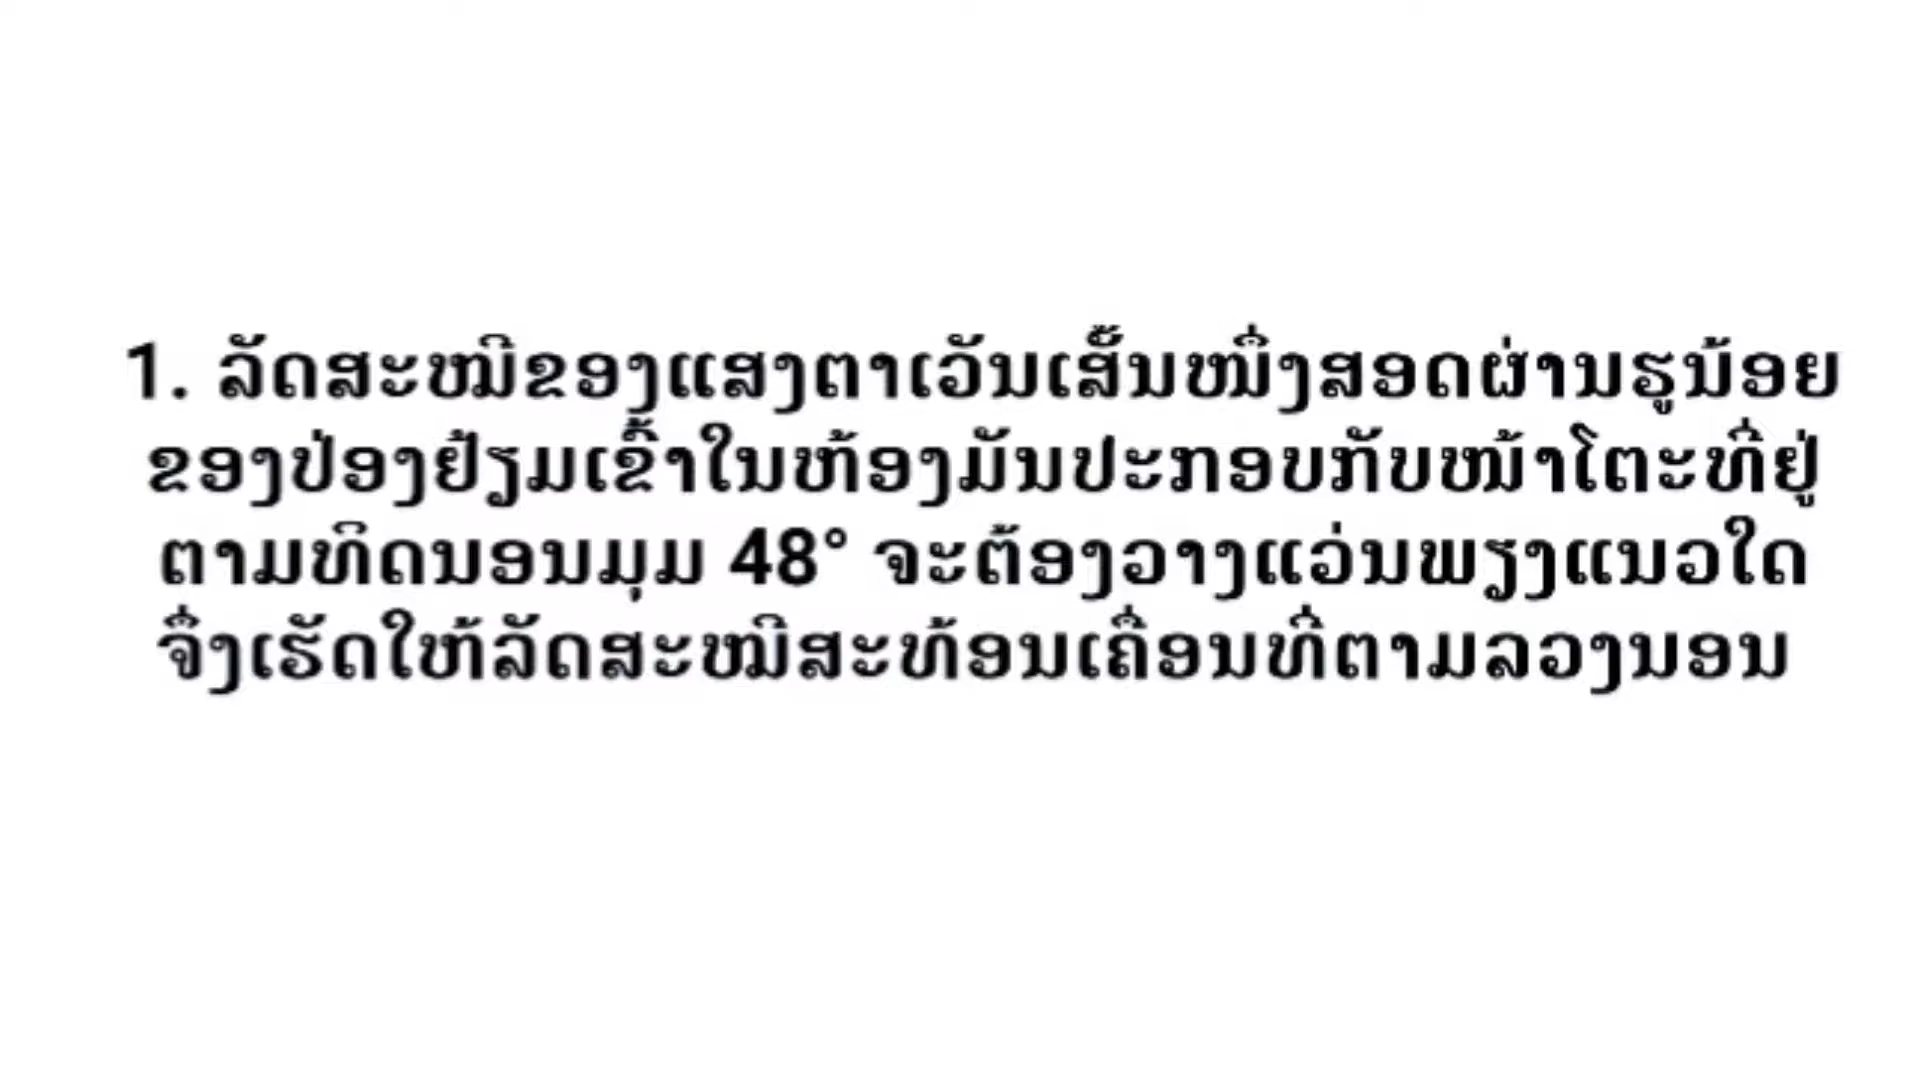 1. ລັດສະໝີຂອງແສງຕາເວັນເສັ້ນໜຶ່ງສອດຜ່ານຮູນ້ອຍ
ຂອງປ່ອງຢ້ຽມເຂົ້າໃນຫ້ອງມັນປະກອບກັບໜ້າໂຕະທີ່ຢູ່
ຕາມທິດນອນມຸມ 48° ຈະຕ້ອງວາງແວ່ນພຽງແນວໃດ
ຈຶ່ງເຮັດໃຫ້ລັດສະໝີສະທ້ອນເຄື່ອນທີ່ຕາມລວງນອນ